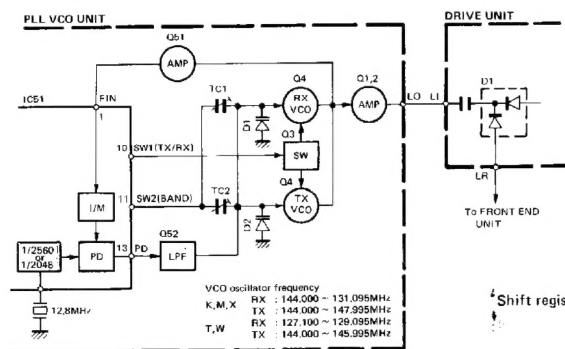 PLL VCO UNIT
DRIVE UNIT
Q51
AMP
IC51
FIN
1
TC1
Q4
RX
VCO
Q1,2
AMP
LO
LI
D1
D1
Q3
SW
10
SW1(TX/RX)
Q4
LR
11
SW2(BAND)
TC2
TX
VCO
To FRONT END
UNIT
I/M
D2
1/2560
or
1/2048
PD
13
PD
Q52
LPF
12,8MHz
VCO oscillator frequency
K,M,X
RX : 144,000 ~ 131,095MHz
TX : 144,000 ~ 147,995MHz
T,W
RX : 127,100 ~ 129,095MHz
TX : 144,000 ~ 145,995MHz
*Shift regis